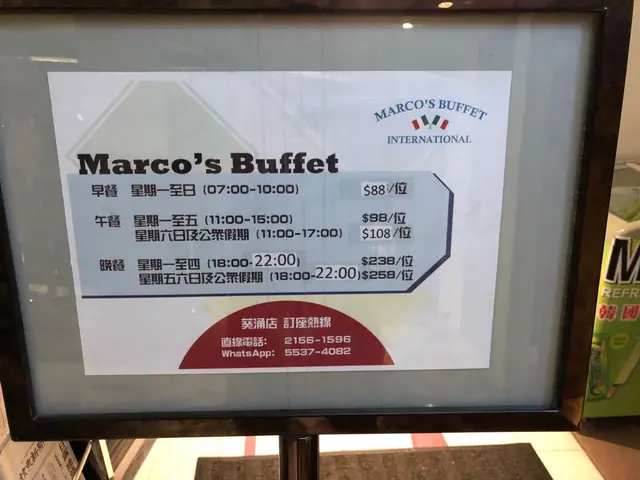 MARCO'S BUFFET
INTERNATIONAL
Marco's Buffet
早餐 星期一至日 (07:00-10:00) $88/位
午餐 星期一至五 (11:00-15:00) $98/位
星期六日及公眾假期 (11:00-17:00) $108/位
晚餐 星期一至四 (18:00-22:00) $238/位
星期五六日及公眾假期 (18:00-22:00) $258/位
葵涌店 訂座熱線
直線電話: 2156-1596
WhatsApp: 5537-4082
M
REFR
韓國